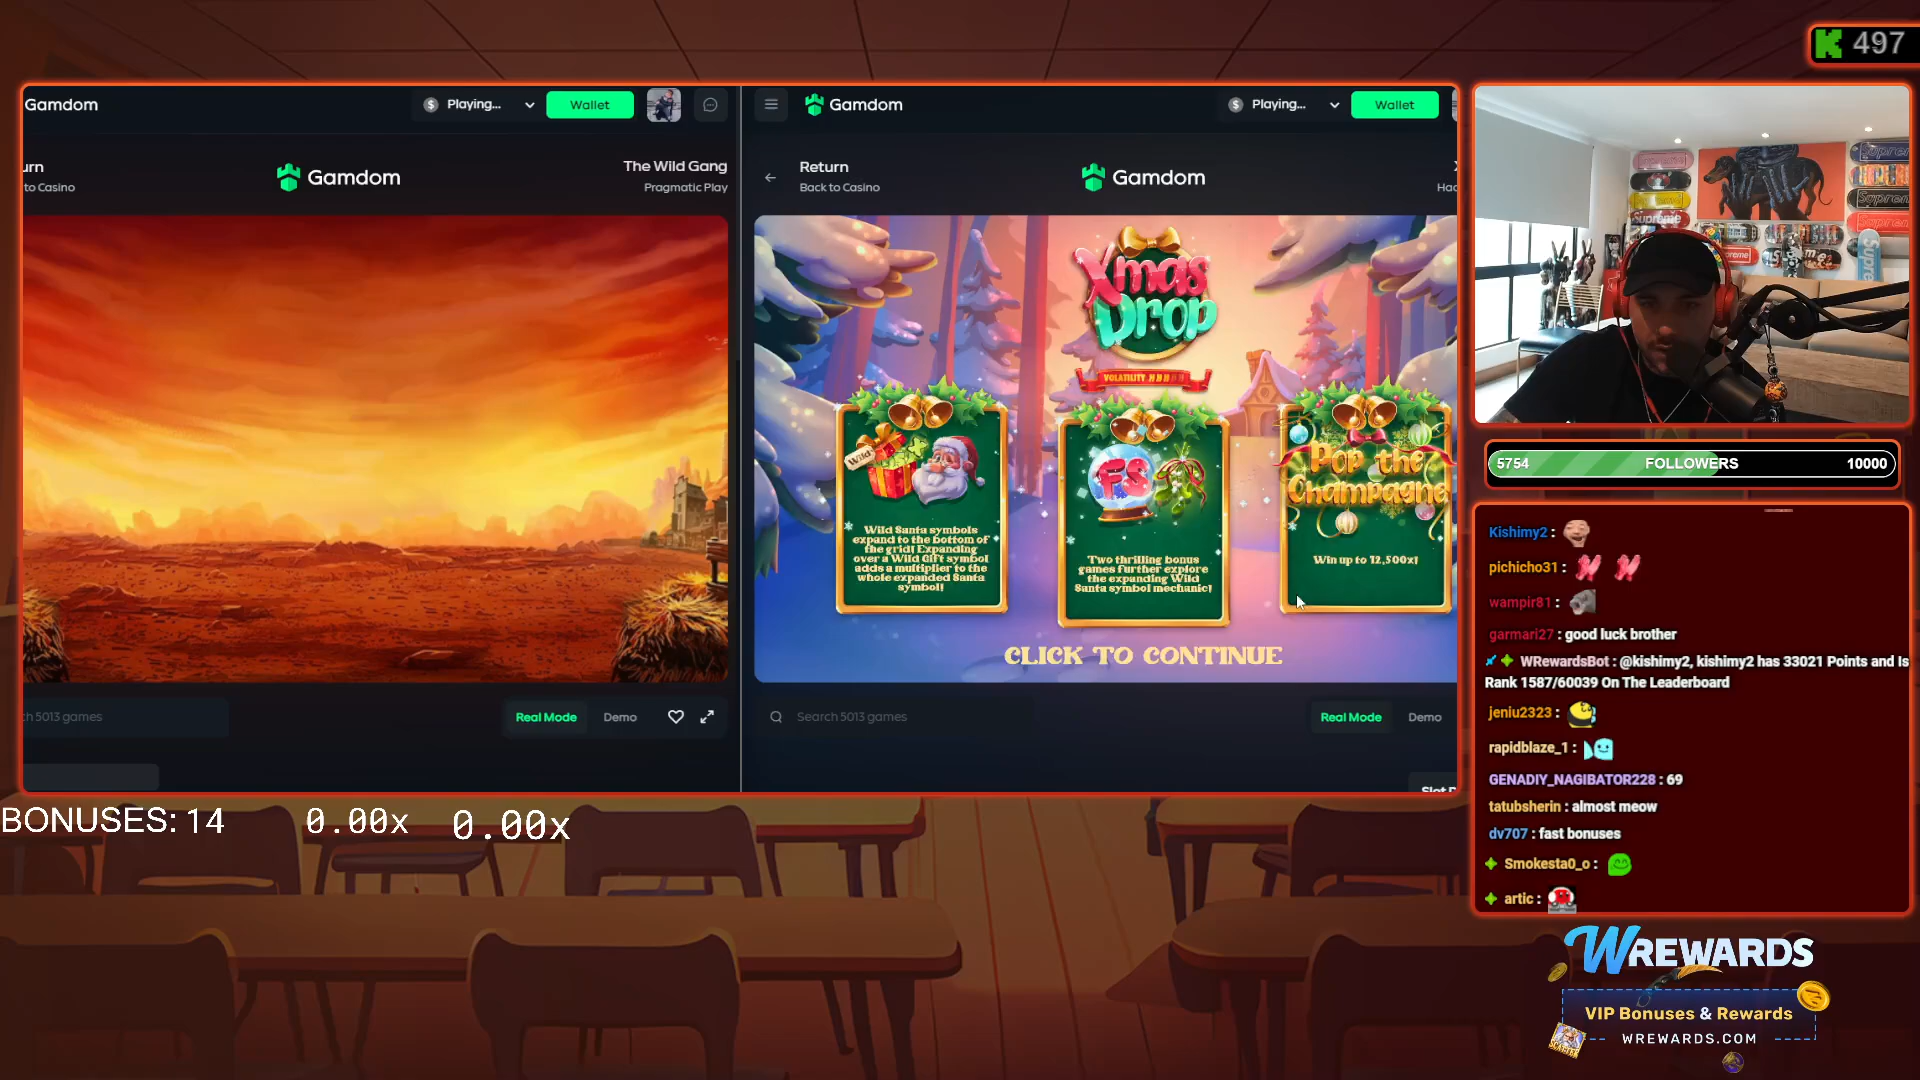 497
Gamdom
Playing...
Wallet
Gamdom
Playing...
Wallet
urn
to Casino
Gamdom
The Wild Gang
Pragmatic Play
Return
Back to Casino
Gamdom
Hac
Xmas
Drop
VOLATILITY
Wild
Wild Santa symbols
expand to the bottom of
the grid! Expanding
over a Wild Gift symbol
adds a multiplier to the
whole expanded Santa
symbol!
FS
Two thrilling bonus
games further explore
the expanding Wild
Santa symbol mechanic!
Pop the
Champagne
Win up to 12,500x!
CLICK TO CONTINUE
ch 5013 games
Real Mode
Demo
Search 5013 games
Real Mode
Demo
Slot D
BONUSES: 14
0.00x
0.00x
Supreme
5754
FOLLOWERS
10000
Kishimy2 :
pichicho31 :
wampir81 :
garmari27 : good luck brother
WRewardsBot : @kishimy2, kishimy2 has 33021 Points and Is
Rank 1587/60039 On The Leaderboard
jeniu2323 :
rapidblaze_1 :
GENADIY_NAGIBATOR228 : 69
tatubsherin : almost meow
dv707 : fast bonuses
Smokesta0_o :
artic :
WREWARDS
VIP Bonuses & Rewards
WREWARDS.COM